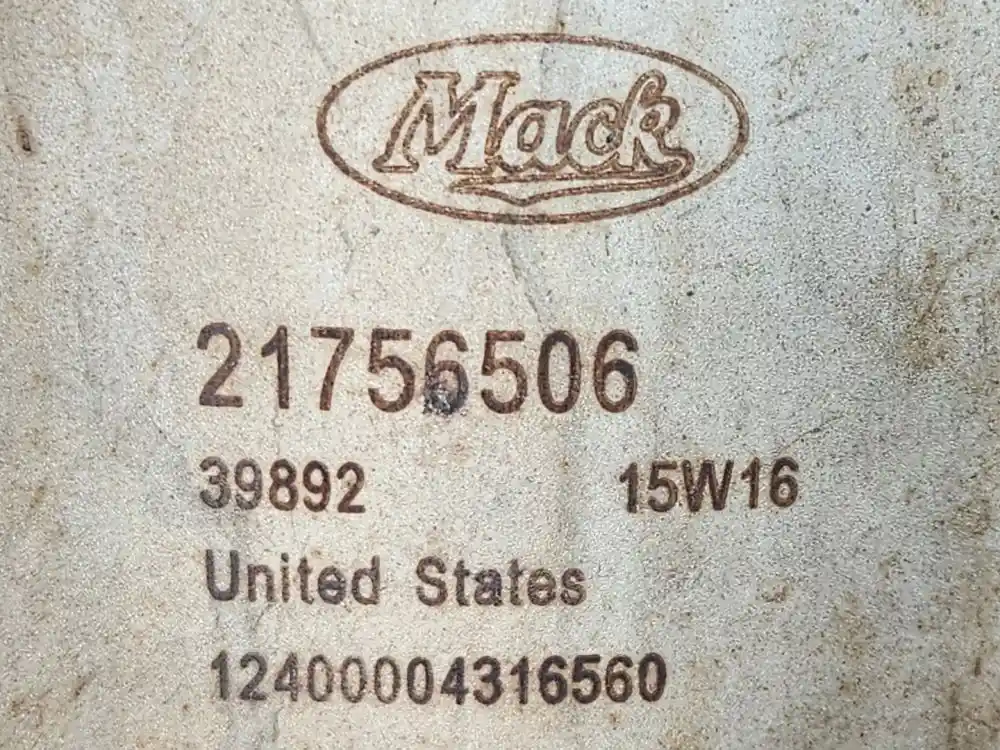 Mack
21756506
39892 15W16
United States
12400004316560